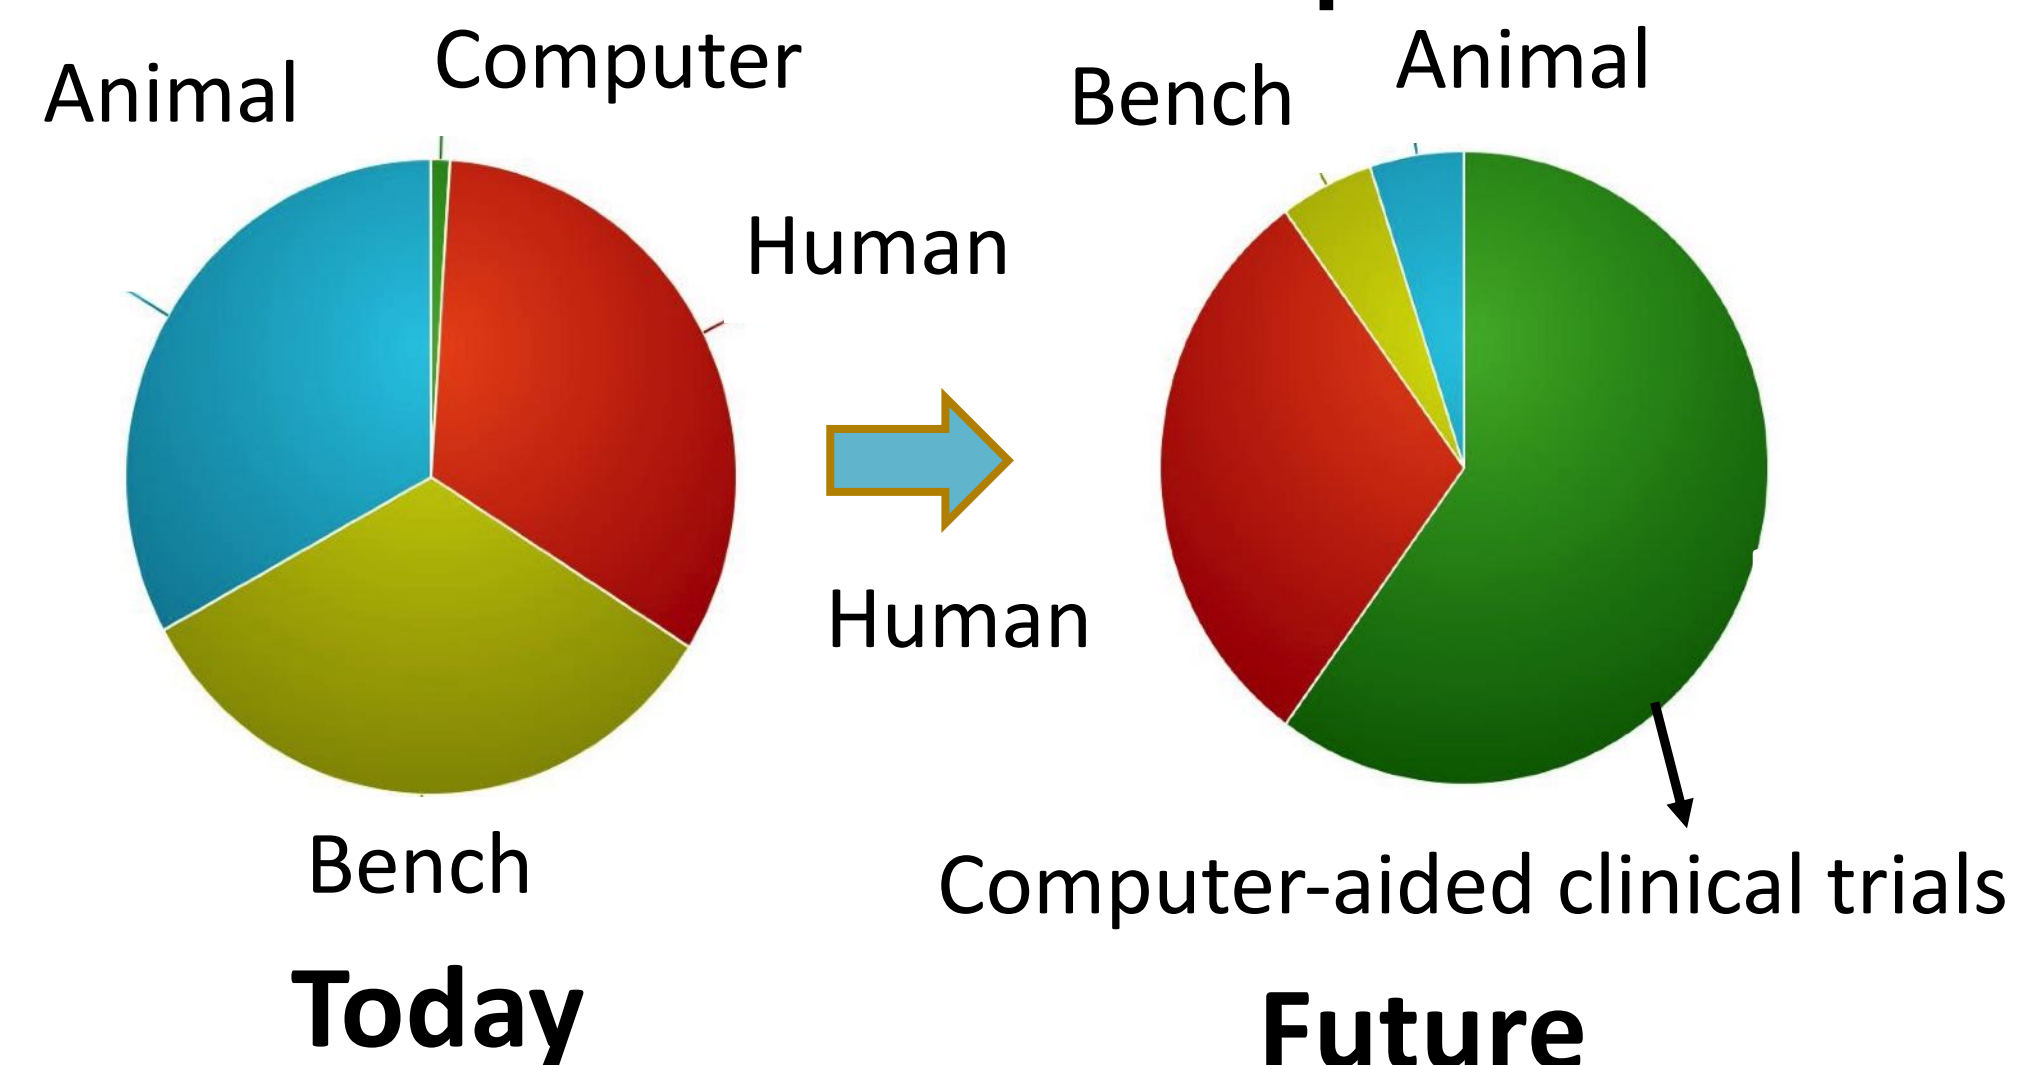 Animal
Computer
Human
Bench
Today
Bench
Animal
Human
Computer-aided clinical trials
Future